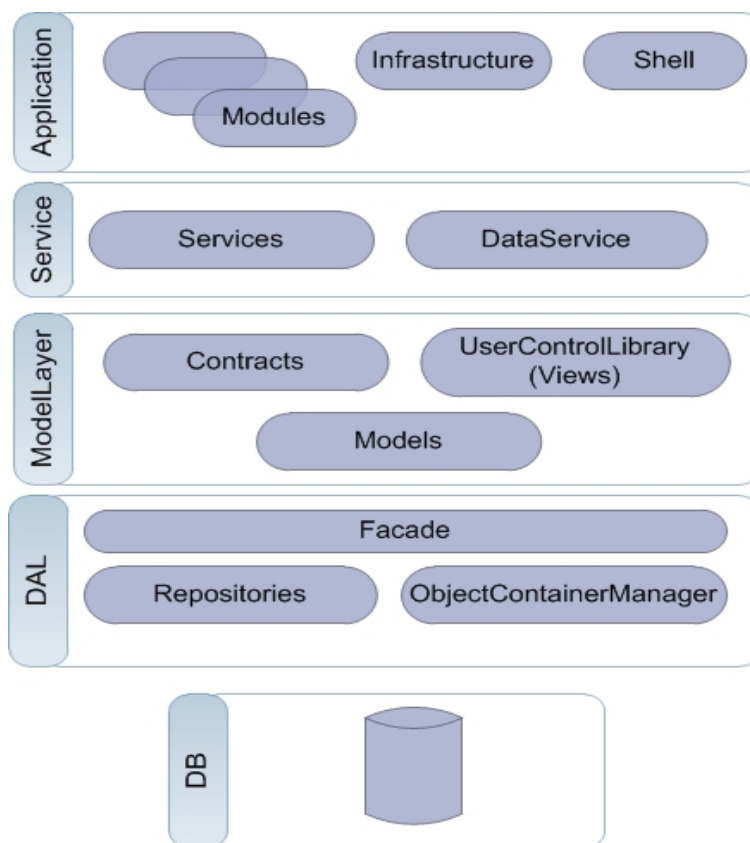 Application
Infrastructure
Shell
Modules
Service
Services
DataService
ModelLayer
Contracts
UserControlLibrary
(Views)
Models
DAL
Facade
Repositories
ObjectContainerManager
DB